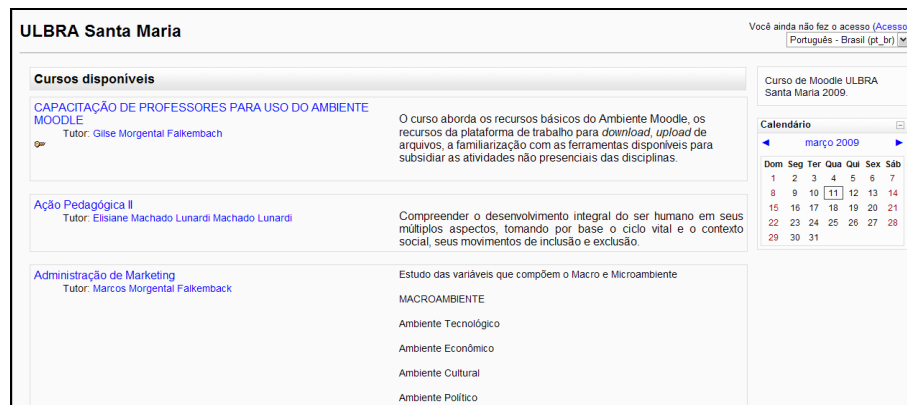 ULBRA Santa Maria
Você ainda não fez o acesso (Acesso
Português - Brasil (pt_br)
Cursos disponíveis
CAPACITAÇÃO DE PROFESSORES PARA USO DO AMBIENTE
MOODLE
Tutor: Gilse Morgental Falkembach
O curso aborda os recursos básicos do Ambiente Moodle, os
recursos da plataforma de trabalho para download, upload de
arquivos, a familiarização com as ferramentas disponíveis para
subsidiar as atividades não presenciais das disciplinas.
Ação Pedagógica II
Tutor: Elisiane Machado Lunardi Machado Lunardi
Compreender o desenvolvimento integral do ser humano em seus
múltiplos aspectos, tomando por base o ciclo vital e o contexto
social, seus movimentos de inclusão e exclusão.
Administração de Marketing
Tutor: Marcos Morgental Falkemback
Estudo das variáveis que compõem o Macro e Microambiente
MACROAMBIENTE
Ambiente Tecnológico
Ambiente Econômico
Ambiente Cultural
Ambiente Político
Curso de Moodle ULBRA
Santa Maria 2009.
Calendário
março 2009
Dom Seg Ter Qua Qui Sex Sáb
1 2 3 4 5 6 7
8 9 10 11 12 13 14
15 16 17 18 19 20 21
22 23 24 25 26 27 28
29 30 31